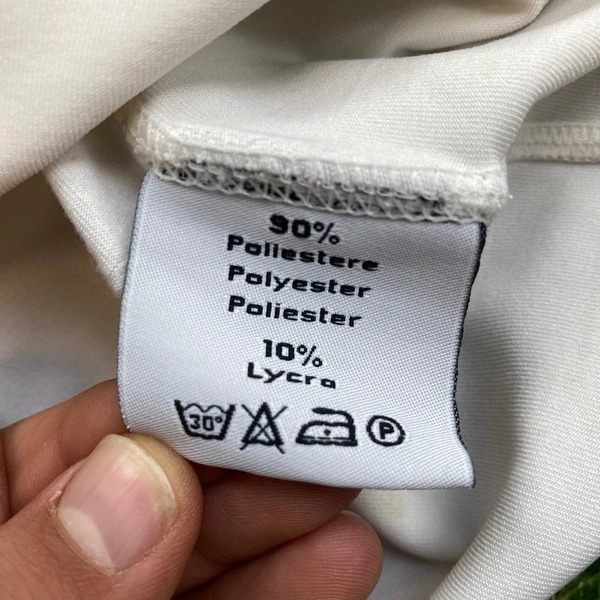 90%
Poliestere
Polyester
Poliester
10%
Lycra
30° P